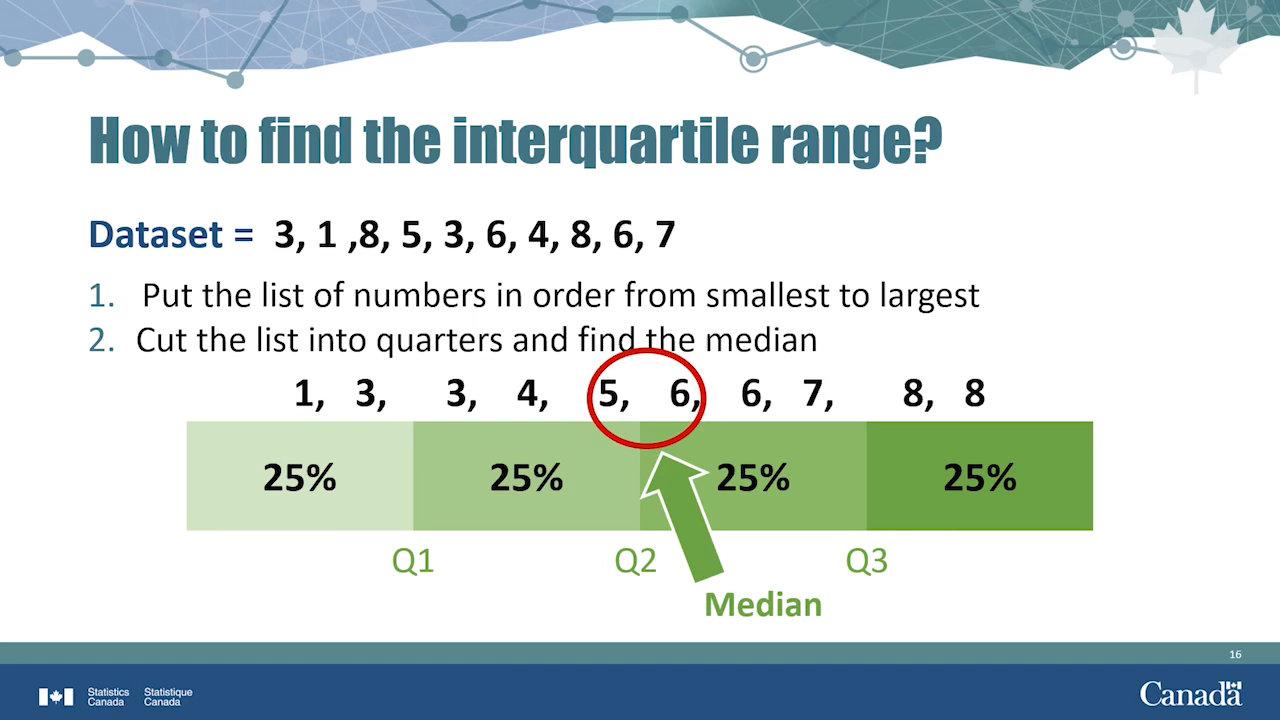 How to find the interquartile range?
Dataset = 3, 1 ,8, 5, 3, 6, 4, 8, 6, 7
1. Put the list of numbers in order from smallest to largest
2. Cut the list into quarters and find the median
1, 3, 3, 4, 5, 6, 6, 7, 8, 8
25% 25% 25% 25%
Q1 Q2 Q3
Median
16
Statistics Statistique
Canada Canada
Canada